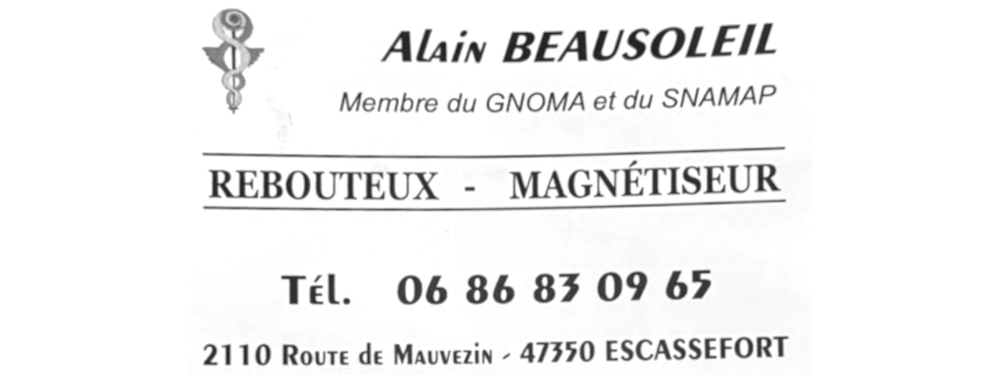 Alain BEAUSOLEIL
Membre du GNOMA et du SNAMAP
REBOUTEUX - MAGNÉTISEUR
Tél. 06 86 83 09 65
2110 Route de Mauvezin - 47350 ESCASSEFORT